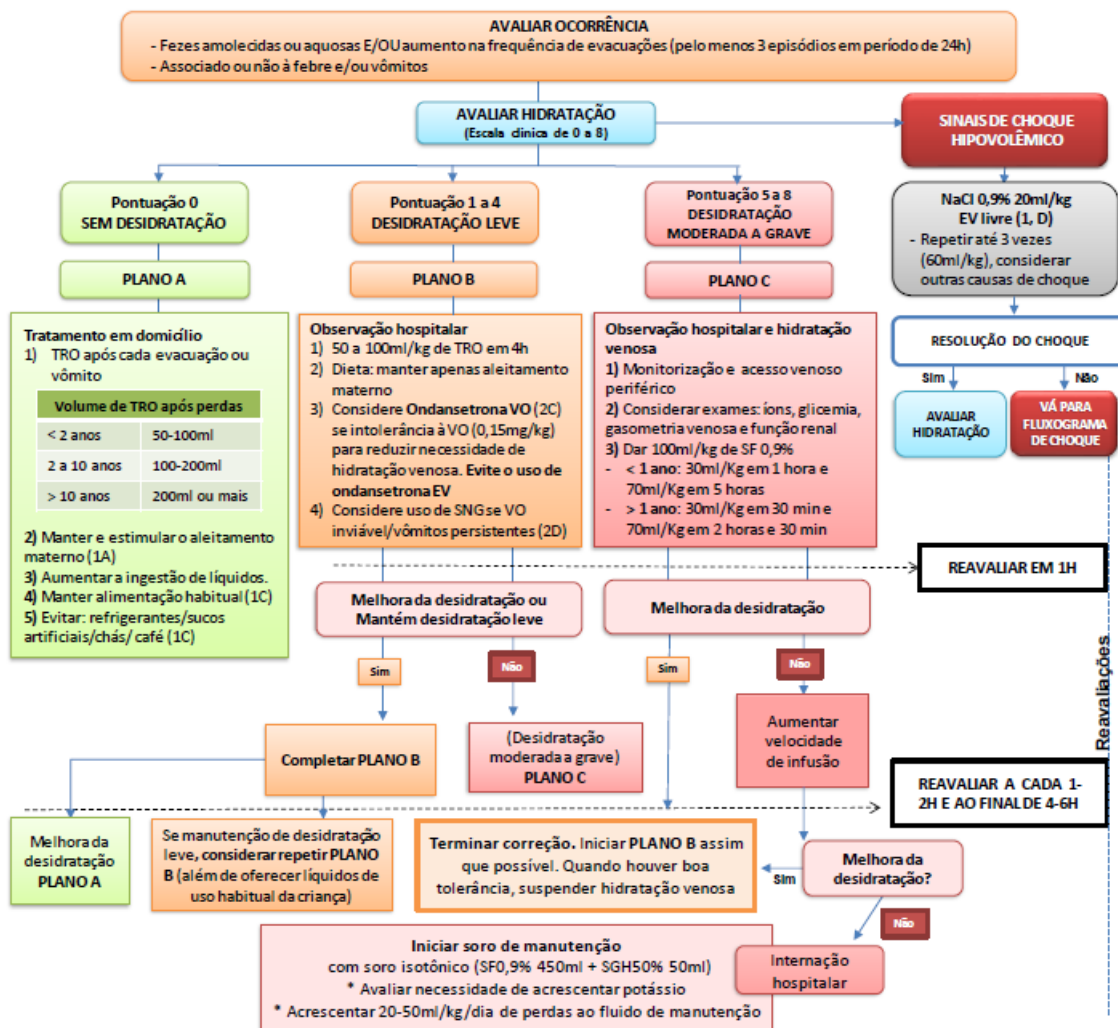 AVALIAR OCORRÊNCIA
- Fezes amolecidas ou aquosas E/OU aumento na frequência de evacuações (pelo menos 3 episódios em período de 24h)
- Associado ou não à febre e/ou vômitos
AVALIAR HIDRATAÇÃO
(Escala clínica de 0 a 8)
SINAIS DE CHOQUE
HIPOVOLÊMICO
Pontuação 0
SEM DESIDRATAÇÃO
Pontuação 1 a 4
DESIDRATAÇÃO LEVE
Pontuação 5 a 8
DESIDRATAÇÃO
MODERADA A GRAVE
NaCl 0,9% 20ml/kg
EV livre (1, D)
- Repetir até 3 vezes
(60ml/kg), considerar
outras causas de choque
PLANO A
PLANO B
PLANO C
Tratamento em domicílio
1) TRO após cada evacuação ou
vômito
Volume de TRO após perdas
< 2 anos 50-100ml
2 a 10 anos 100-200ml
> 10 anos 200ml ou mais
2) Manter e estimular o aleitamento
materno (1A)
3) Aumentar a ingestão de líquidos.
4) Manter alimentação habitual (1C)
5) Evitar: refrigerantes/sucos
artificiais/chás/ café (1C)
Observação hospitalar
1) 50 a 100ml/kg de TRO em 4h
2) Dieta: manter apenas aleitamento
materno
3) Considere Ondansetrona VO (2C)
se intolerância à VO (0,15mg/kg)
para reduzir necessidade de
hidratação venosa. Evite o uso de
ondansetrona EV
4) Considere uso de SNG se VO
inviável/vômitos persistentes (2D)
Observação hospitalar e hidratação
venosa
1) Monitorização e acesso venoso
periférico
2) Considerar exames: íons, glicemia,
gasometria venosa e função renal
3) Dar 100ml/kg de SF 0,9%
- < 1 ano: 30ml/Kg em 1 hora e
70ml/Kg em 5 horas
- > 1 ano: 30ml/Kg em 30 min e
70ml/Kg em 2 horas e 30 min
RESOLUÇÃO DO CHOQUE
Sim
Não
AVALIAR
HIDRATAÇÃO
VÁ PARA
FLUXOGRAMA
DE CHOQUE
REAVALIAR EM 1H
Melhora da desidratação ou
Mantém desidratação leve
Melhora da desidratação
Sim
Não
Sim
Não
Reavaliações
Completar PLANO B
(Desidratação
moderada a grave)
PLANO C
Aumentar
velocidade
de infusão
REAVALIAR A CADA 1-
2H E AO FINAL DE 4-6H
Melhora da
desidratação
PLANO A
Se manutenção de desidratação
leve, considerar repetir PLANO
B (além de oferecer líquidos de
uso habitual da criança)
Terminar correção. Iniciar PLANO B assim
que possível. Quando houver boa
tolerância, suspender hidratação venosa
Sim
Melhora da
desidratação?
Não
Iniciar soro de manutenção
com soro isotônico (SF0,9% 450ml + SGH50% 50ml)
* Avaliar necessidade de acrescentar potássio
* Acrescentar 20-50ml/kg/dia de perdas ao fluido de manutenção
Internação
hospitalar